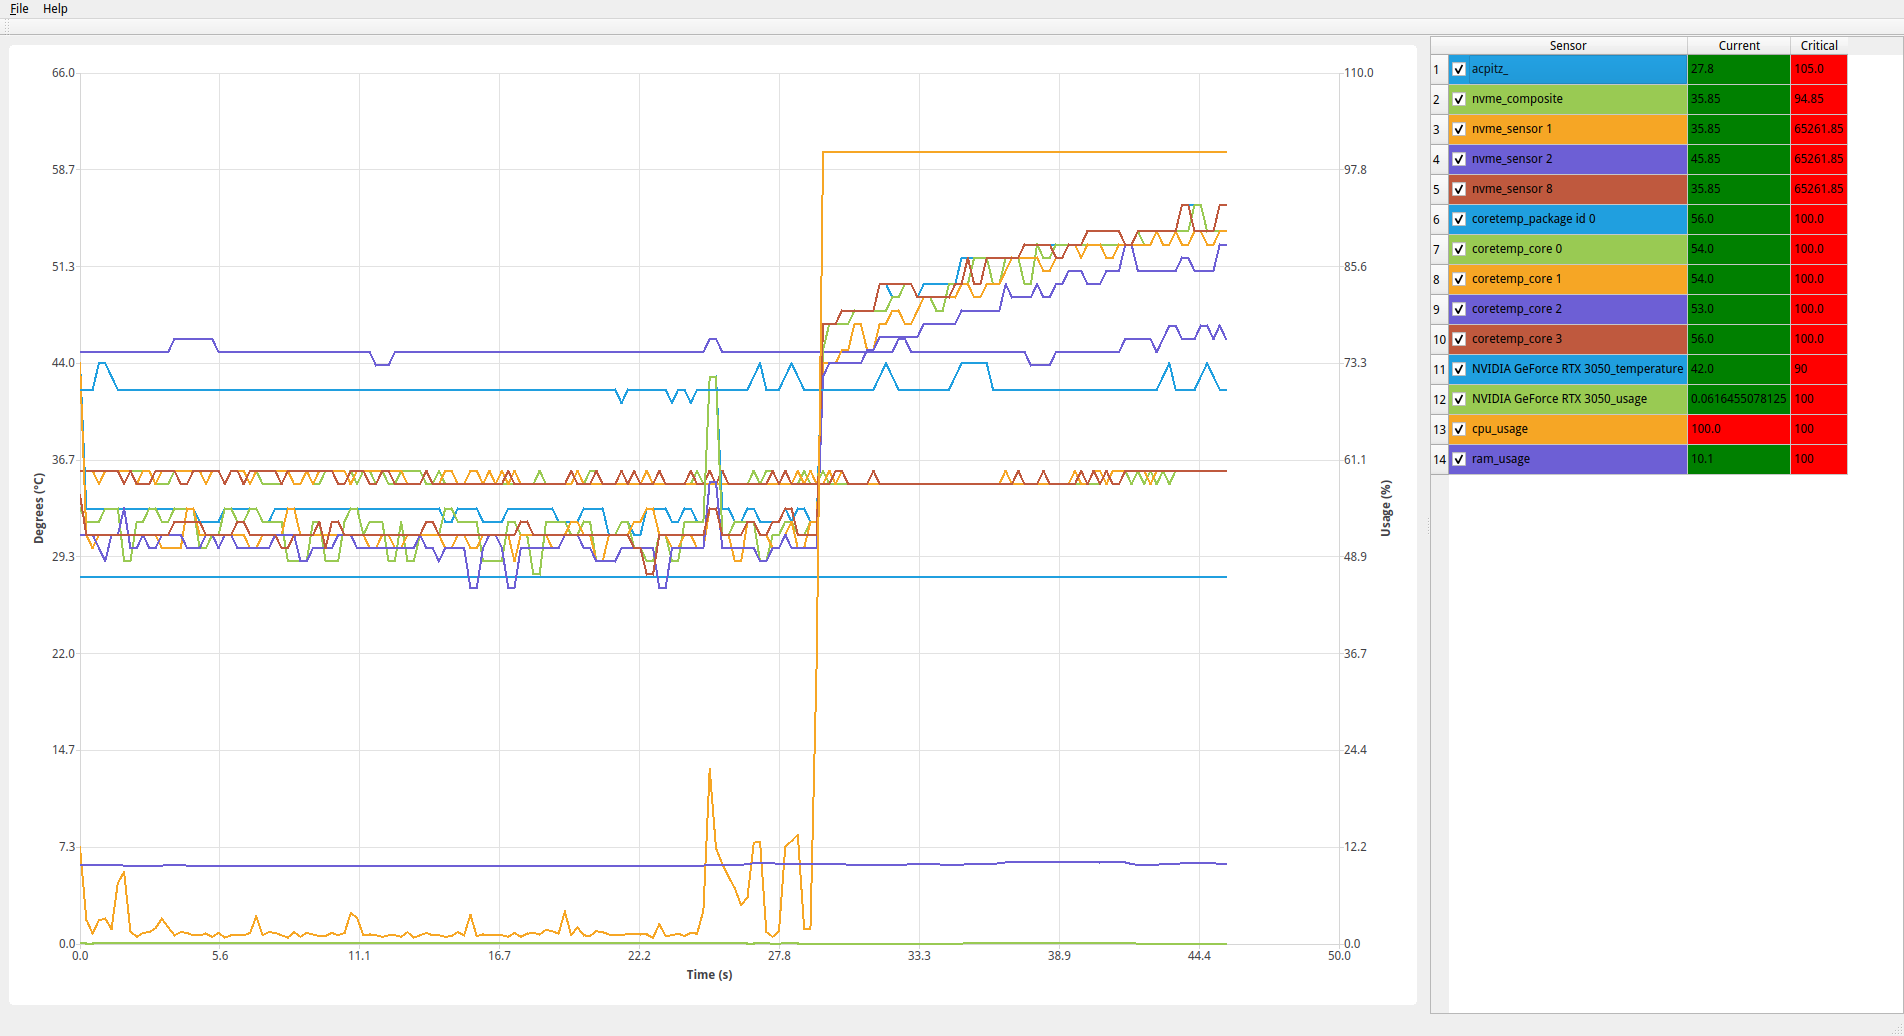 File Help
66.0
58.7
51.3
44.0
36.7
29.3
22.0
14.7
7.3
0.0
Degrees (°C)
110.0
97.8
85.6
73.3
61.1
48.9
36.7
24.4
12.2
0.0
Usage (%)
0.0 5.6 11.1 16.7 22.2 27.8 33.3 38.9 44.4 50.0
Time (s)
Sensor Current Critical
1 acpitz_ 27.8 105.0
2 nvme_composite 35.85 94.85
3 nvme_sensor 1 35.85 65261.85
4 nvme_sensor 2 45.85 65261.85
5 nvme_sensor 8 35.85 65261.85
6 coretemp_package id 0 56.0 100.0
7 coretemp_core 0 54.0 100.0
8 coretemp_core 1 54.0 100.0
9 coretemp_core 2 53.0 100.0
10 coretemp_core 3 56.0 100.0
11 NVIDIA GeForce RTX 3050_temperature 42.0 90
12 NVIDIA GeForce RTX 3050_usage 0.0616455078125 100
13 cpu_usage 100.0 100
14 ram_usage 10.1 100